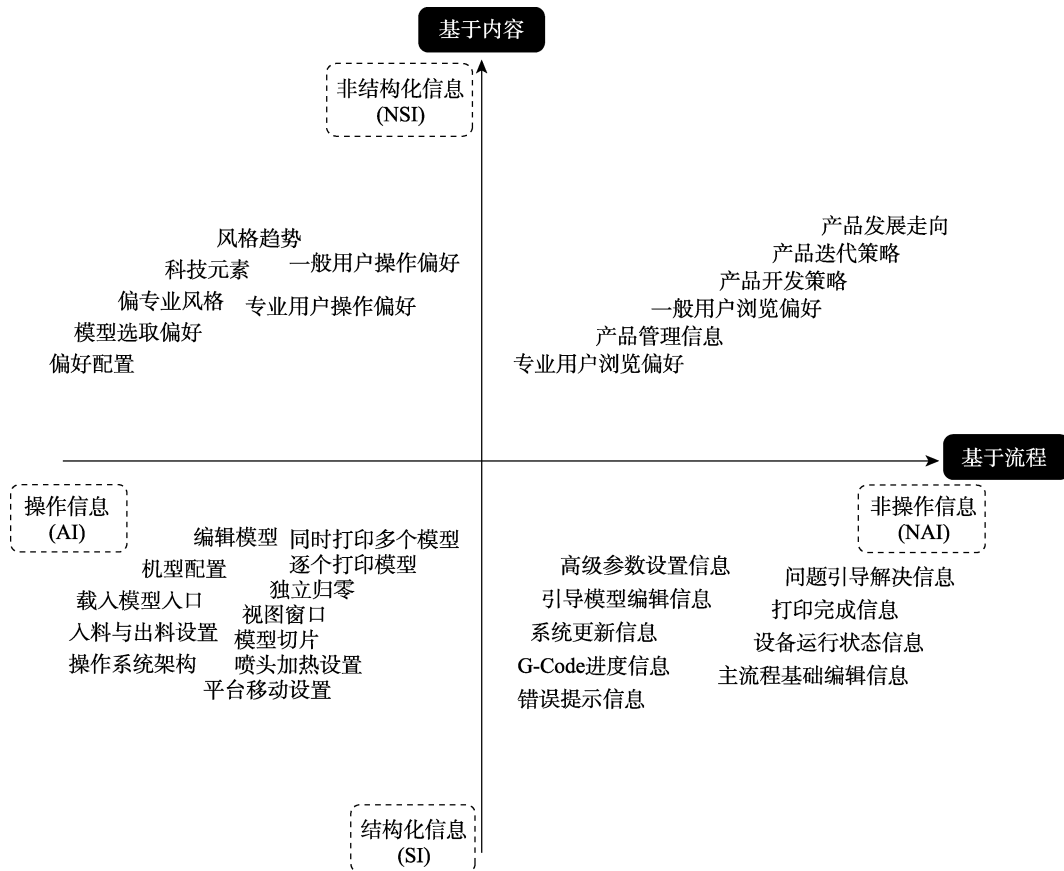 基于内容
非结构化信息
(NSI)
风格趋势
科技元素
一般用户操作偏好
偏专业风格
专业用户操作偏好
模型选取偏好
偏好配置
产品发展走向
产品迭代策略
产品开发策略
一般用户浏览偏好
产品管理信息
专业用户浏览偏好
基于流程
操作信息
(AI)
非操作信息
(NAI)
编辑模型
同时打印多个模型
机型配置
逐个打印模型
载入模型入口
独立归零
视图窗口
入料与出料设置
模型切片
操作系统架构
喷头加热设置
平台移动设置
高级参数设置信息
问题引导解决信息
引导模型编辑信息
打印完成信息
系统更新信息
设备运行状态信息
G-Code进度信息
主流程基础编辑信息
错误提示信息
结构化信息
(SI)